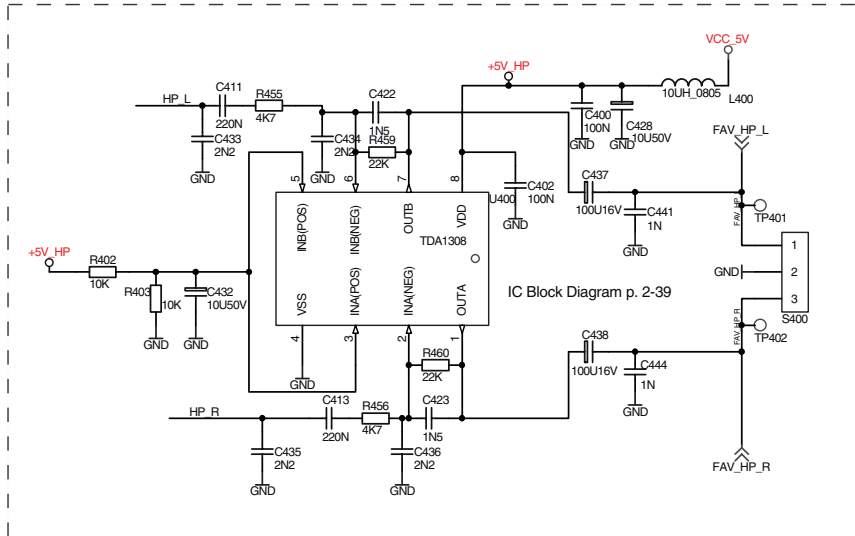 VCC_5V
+5V_HP
10UH_0805
L400
HP_L
C411
220N
R455
4K7
C422
1N5
C400
100N
C428
10U50V
GND
GND
FAV_HP_L
C433
2N2
GND
C434
2N2
GND
R459
22K
5
6
7
8
C402
100N
GND
U400
C437
100U16V
C441
1N
GND
FAV_HP_L
TP401
INB(POS)
INB(NEG)
OUTB
VDD
TDA1308
+5V_HP
R402
10K
R403
10K
GND
C432
10U50V
GND
VSS
INA(POS)
INA(NEG)
OUTA
IC Block Diagram p. 2-39
1
GND
2
3
S400
FAV_HP_R
TP402
4
3
2
1
GND
R460
22K
C438
100U16V
C444
1N
GND
HP_R
C413
220N
R456
4K7
C423
1N5
C435
2N2
GND
C436
2N2
GND
FAV_HP_R